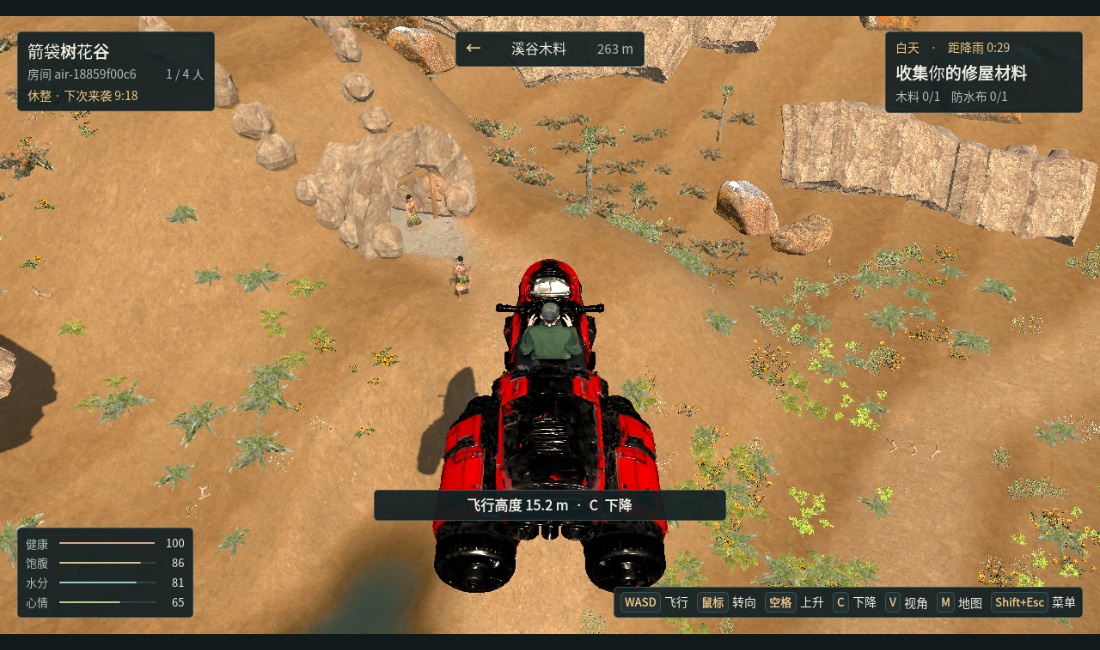 箭袋树花谷
房间 air-18859f00c6 1 / 4 人
休整 · 下次来袭 9:18
← 溪谷木料 263 m
白天 · 距降雨 0:29
收集你的修屋材料
木料 0/1 防水布 0/1
飞行高度 15.2 m · C 下降
健康 100
饱腹 86
水分 81
心情 65
WASD 飞行 鼠标 转向 空格 上升 C 下降 V 视角 M 地图 Shift+Esc 菜单